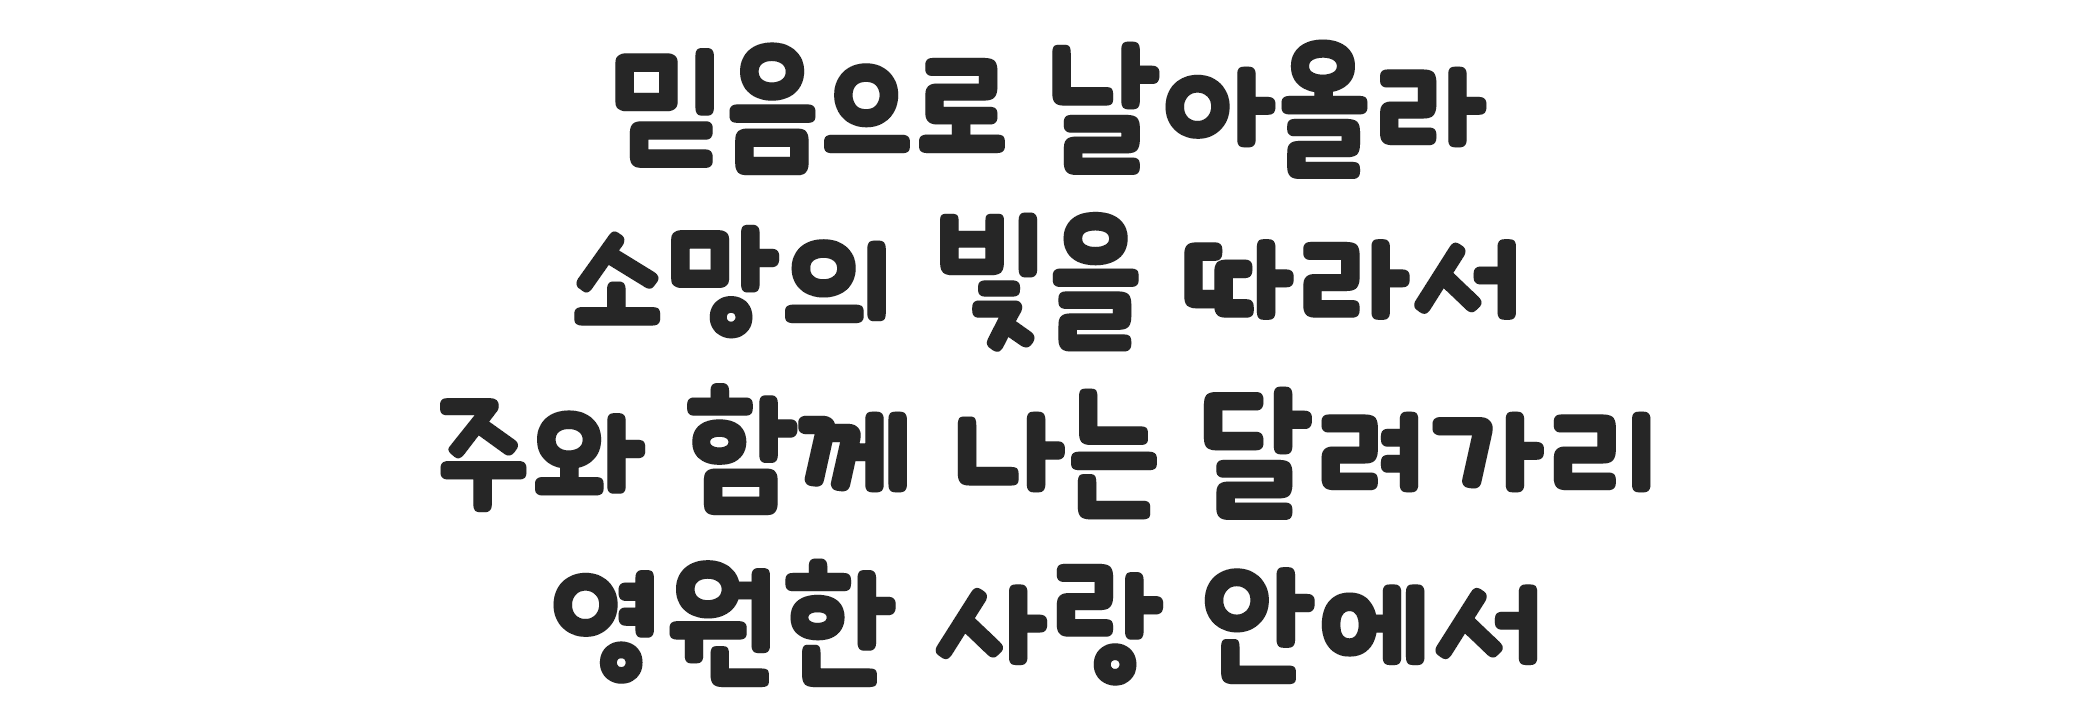 믿음으로 날아올라
소망의 빛을 따라서
주와 함께 나는 달려가리
영원한 사랑 안에서